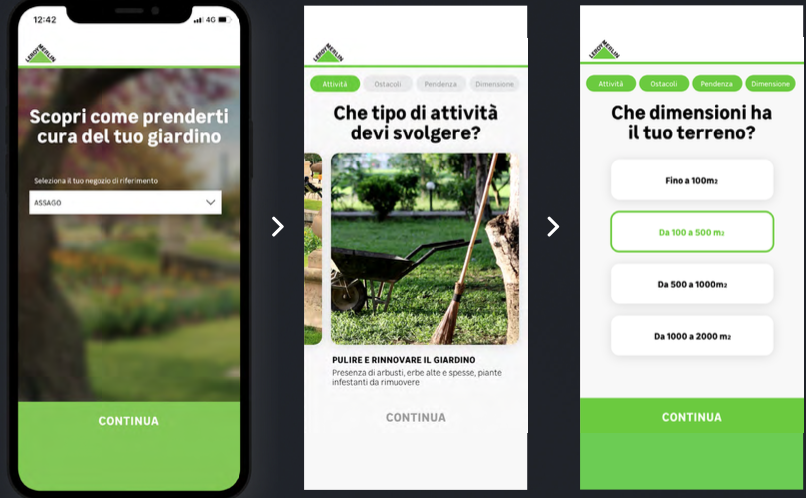 12:42
4G
LEROY MERLIN
Scopri come prenderti
cura del tuo giardino
Seleziona il tuo negozio di riferimento
ASSAGO
CONTINUA
LEROY MERLIN
Attività
Ostacoli
Pendenza
Dimensione
Che tipo di attività
devi svolgere?
PULIRE E RINNOVARE IL GIARDINO
Presenza di arbusti, erbe alte e spesse, piante
infestanti da rimuovere
CONTINUA
LEROY MERLIN
Attività
Ostacoli
Pendenza
Dimensione
Che dimensioni ha
il tuo terreno?
Fino a 100m2
Da 100 a 500 m2
Da 500 a 1000m2
Da 1000 a 2000 m2
CONTINUA